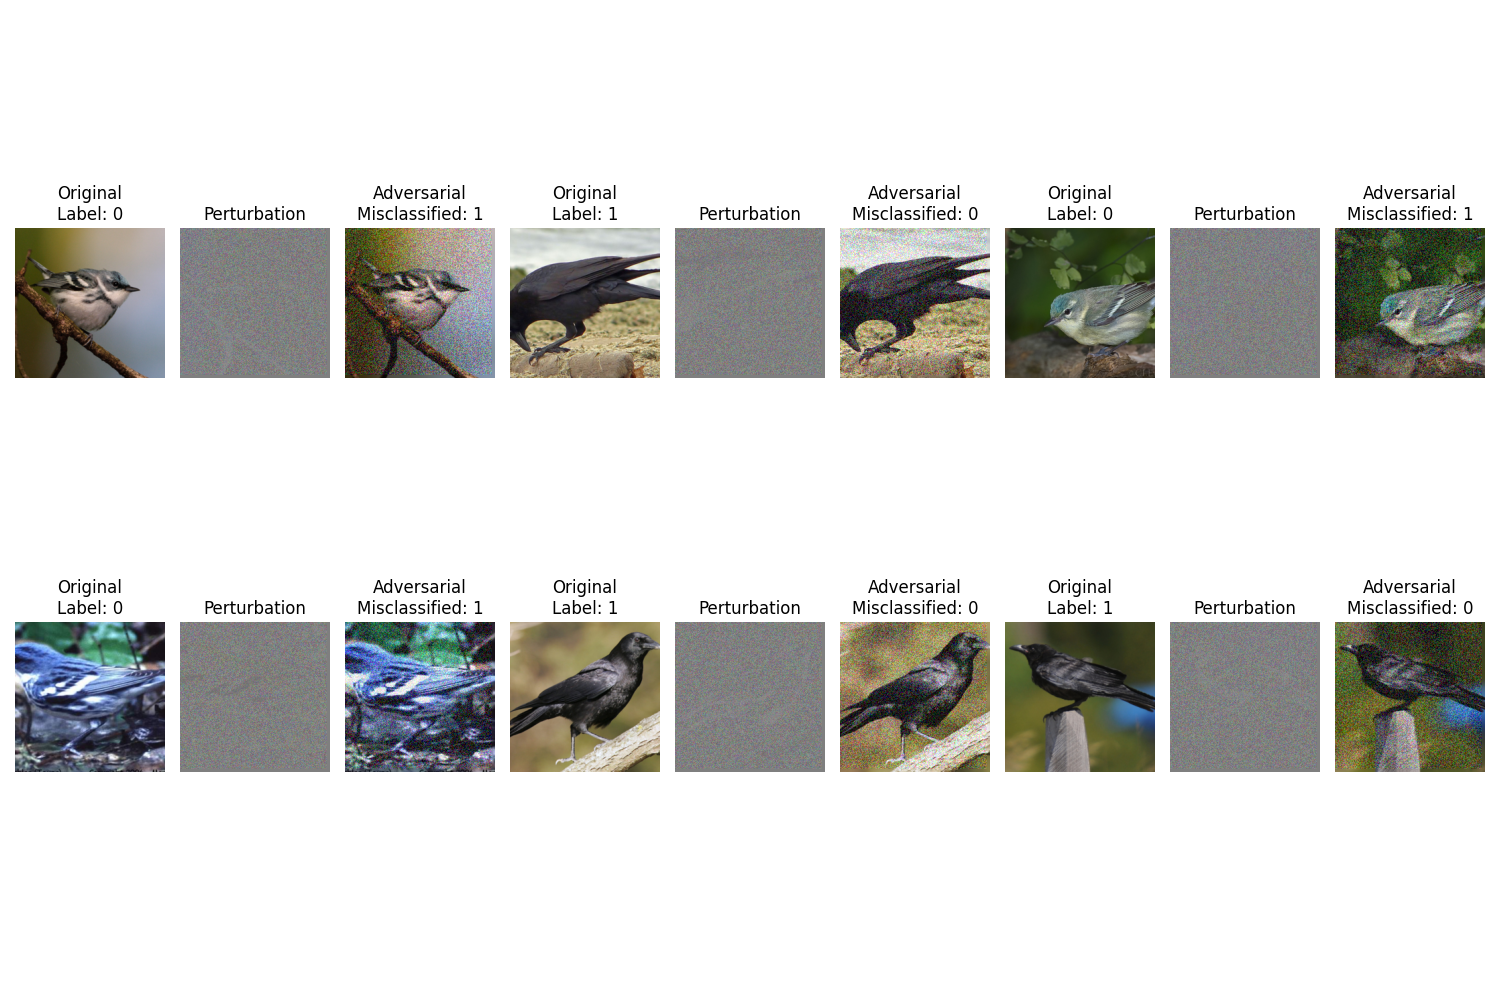 Original
Label: 0
Perturbation
Adversarial
Misclassified: 1
Original
Label: 1
Perturbation
Adversarial
Misclassified: 0
Original
Label: 0
Perturbation
Adversarial
Misclassified: 1
Original
Label: 0
Perturbation
Adversarial
Misclassified: 1
Original
Label: 1
Perturbation
Adversarial
Misclassified: 0
Original
Label: 1
Perturbation
Adversarial
Misclassified: 0